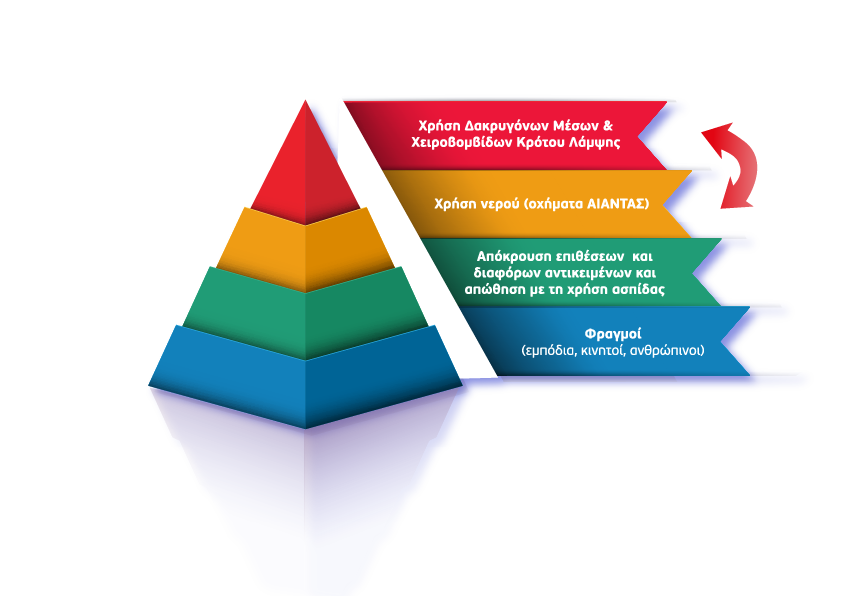 Χρήση Δακρυγόνων Μέσων &
Χειροβομβίδων Κρότου Λάμψης
Χρήση νερού (οχήματα ΑΙΑΝΤΑΣ)
Απόκρουση επιθέσεων και
διαφόρων αντικειμένων και
απώθηση με τη χρήση ασπίδας
Φραγμοί
(εμπόδια, κινητοί, ανθρώπινοι)